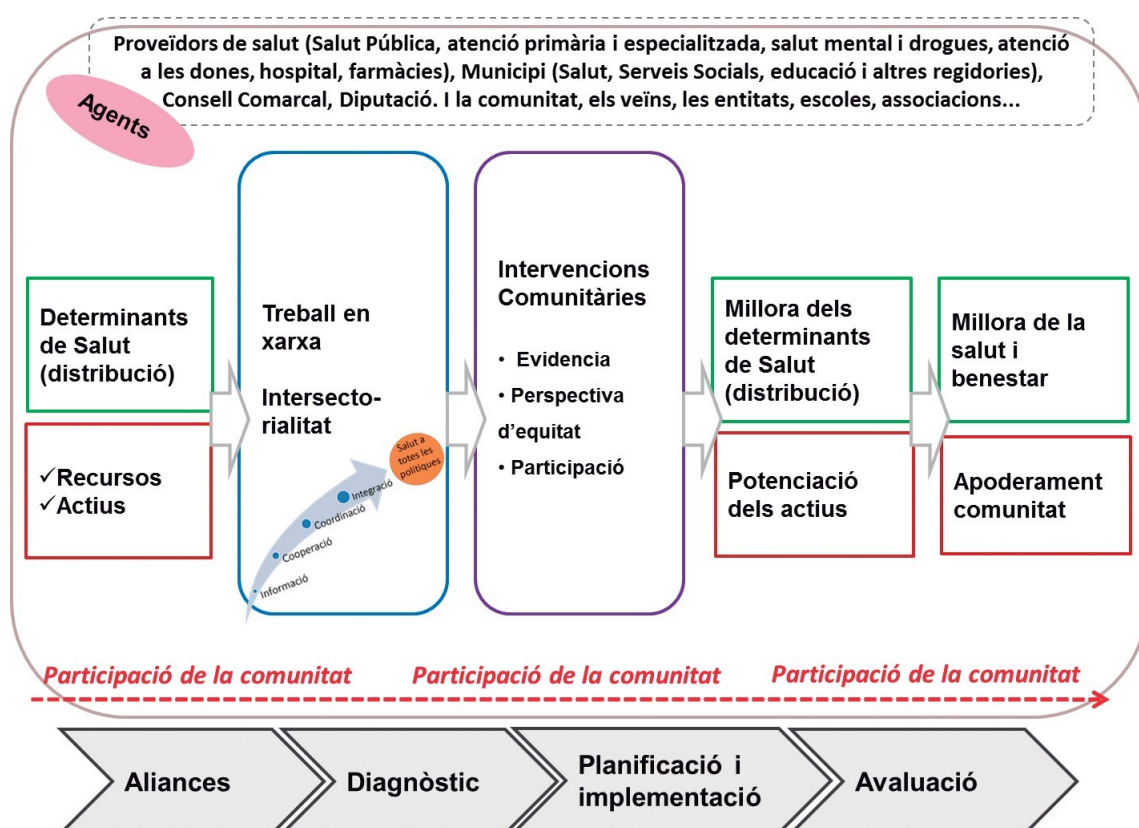 Proveïdors de salut (Salut Pública, atenció primària i especialitzada, salut mental i drogues, atenció
a les dones, hospital, farmàcies), Municipi (Salut, Serveis Socials, educació i altres regidories),
Consell Comarcal, Diputació. I la comunitat, els veïns, les entitats, escoles, associacions...
Agents
Determinants
de Salut
(distribució)
✓Recursos
✓Actius
Treball en
xarxa
Intersecto-
rialitat
Salut a
totes les
polítiques
Integració
Coordinació
Cooperació
Informació
Intervencions
Comunitàries
• Evidencia
• Perspectiva
d'equitat
• Participació
Millora dels
determinants
de Salut
(distribució)
Potenciació
dels actius
Millora de la
salut i
benestar
Apoderament
comunitat
Participació de la comunitat Participació de la comunitat Participació de la comunitat
Aliances
Diagnòstic
Planificació i
implementació
Avaluació